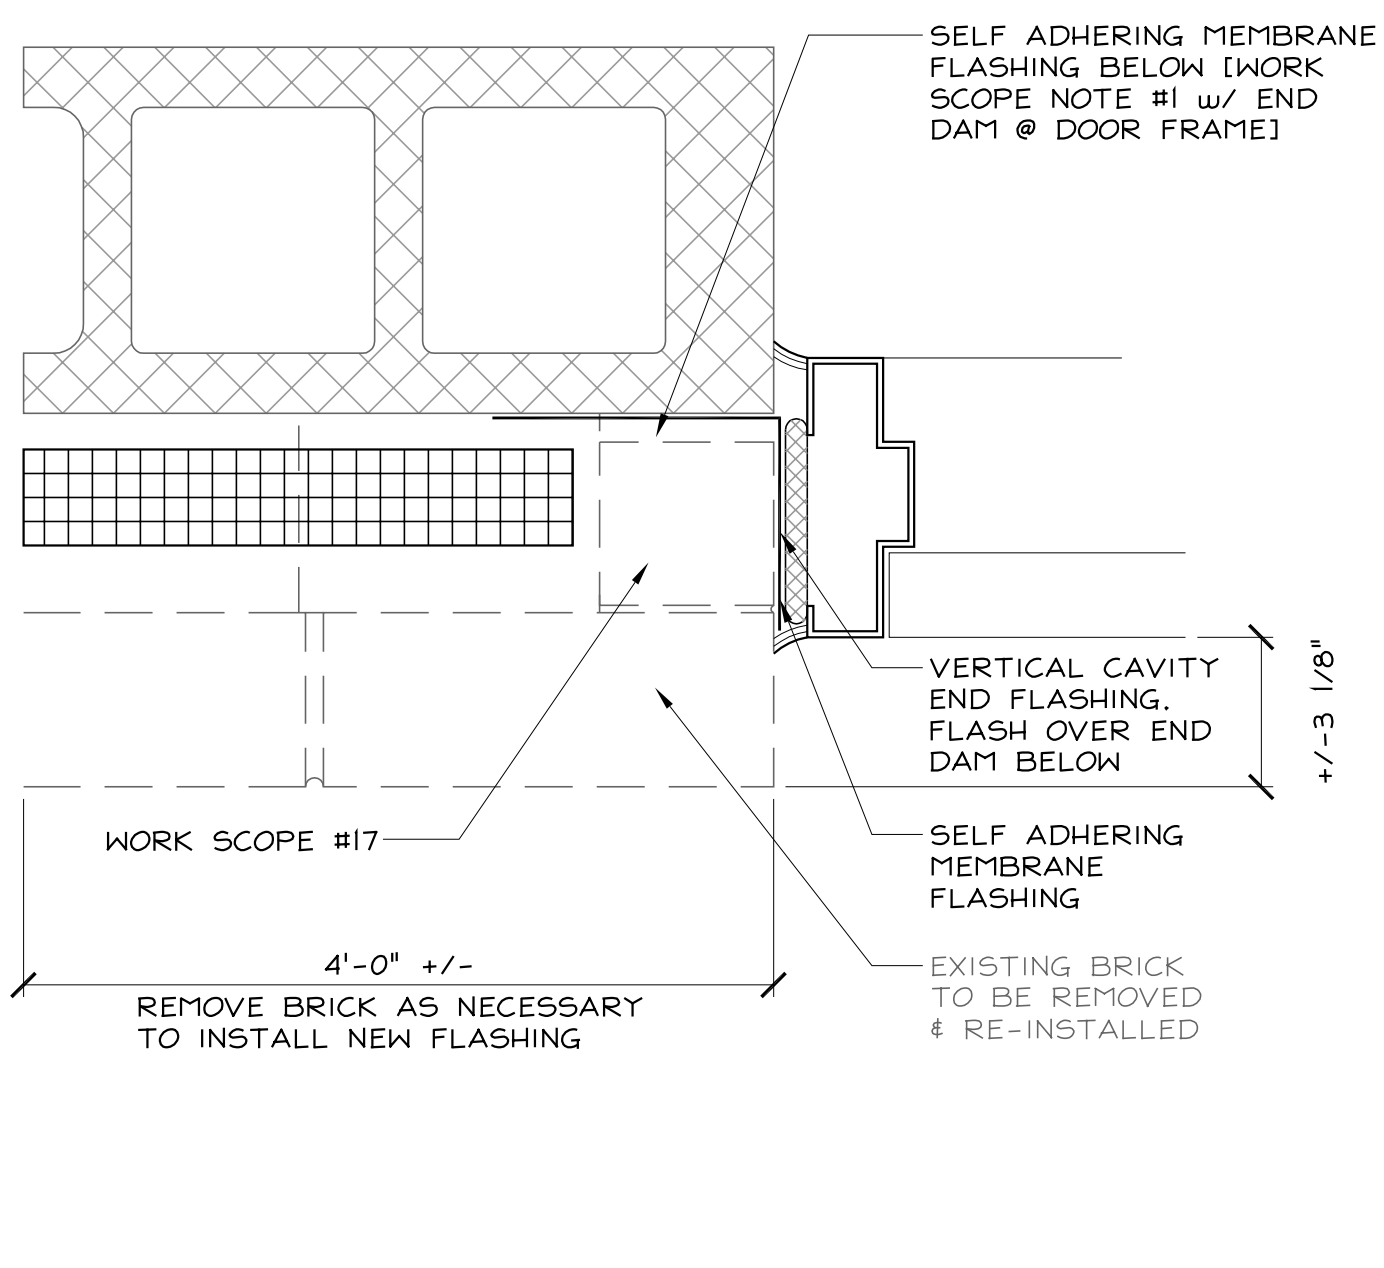 SELF ADHERING MEMBRANE
FLASHING BELOW [WORK
SCOPE NOTE #1 w/ END
DAM @ DOOR FRAME]
VERTICAL CAVITY
END FLASHING.
FLASH OVER END
DAM BELOW
+/-3 1/8"
WORK SCOPE #17
SELF ADHERING
MEMBRANE
FLASHING
4'-0" +/-
REMOVE BRICK AS NECESSARY
TO INSTALL NEW FLASHING
EXISTING BRICK
TO BE REMOVED
& RE-INSTALLED